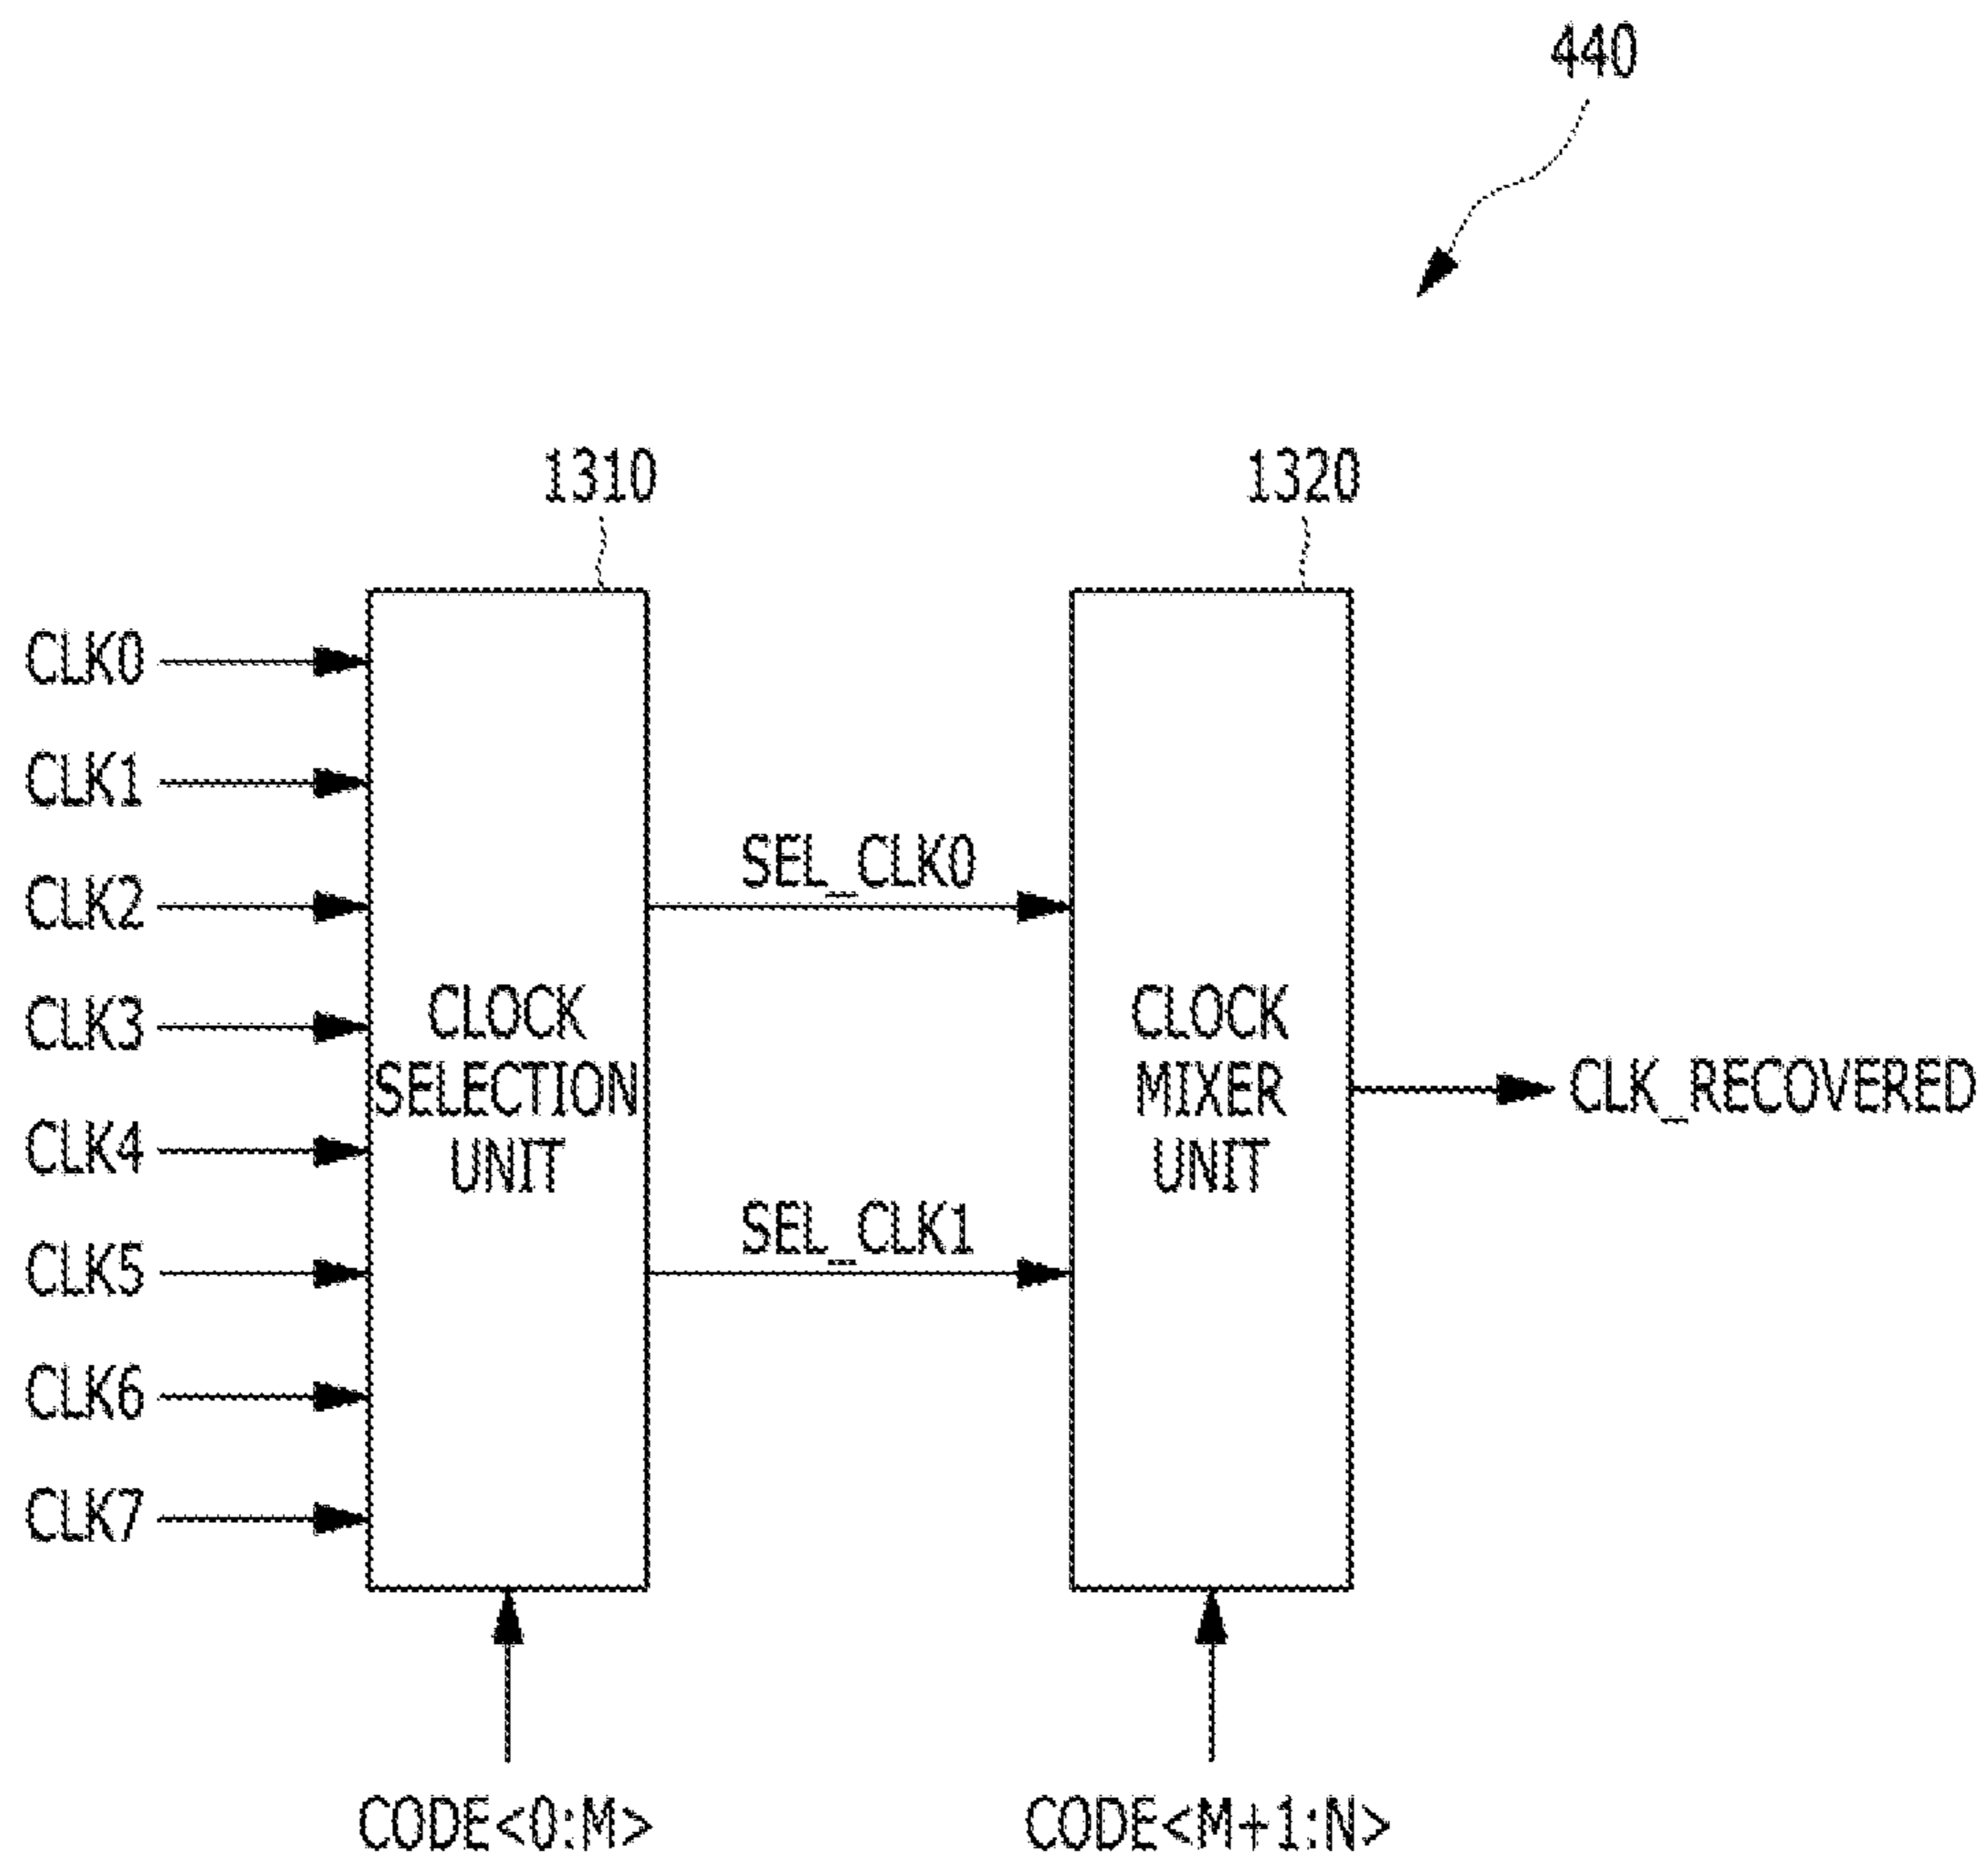 440
1310
1320
CLK0
CLK1
SEL_CLK0
CLK2
CLOCK
SELECTION
UNIT
CLOCK
MIXER
UNIT
CLK3
CLK_RECOVERED
CLK4
SEL_CLK1
CLK5
CLK6
CLK7
CODE<0:M>
CODE<M+1:N>